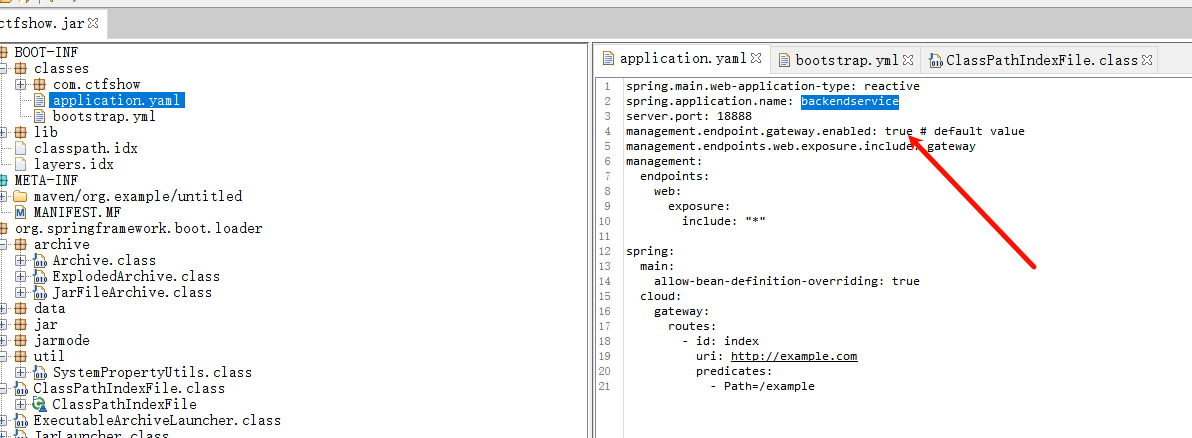 ctfshow.jar
BOOT-INF
classes
com.ctfshow
application.yaml
bootstrap.yml
lib
classpath.idx
layers.idx
META-INF
maven/org.example/untitled
MANIFEST.MF
org.springframework.boot.loader
archive
Archive.class
ExplodedArchive.class
JarFileArchive.class
data
jar
jarmode
util
SystemPropertyUtils.class
ClassPathIndexFile.class
ClassPathIndexFile
ExecutableArchiveLauncher.class
JarLauncher.class
application.yaml bootstrap.yml ClassPathIndexFile.class
1 spring.main.web-application-type: reactive
2 spring.application.name: backendservice
3 server.port: 18888
4 management.endpoint.gateway.enabled: true # default value
5 management.endpoints.web.exposure.include: gateway
6 management:
7 endpoints:
8 web:
9 exposure:
10 include: "*"
11
12 spring:
13 main:
14 allow-bean-definition-overriding: true
15 cloud:
16 gateway:
17 routes:
18 - id: index
19 uri: http://example.com
20 predicates:
21 - Path=/example